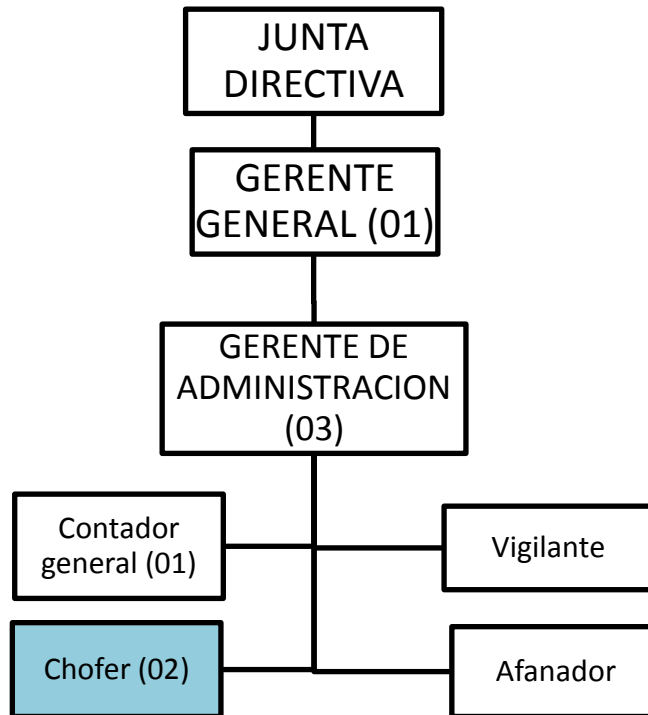 JUNTA
DIRECTIVA
GERENTE
GENERAL (01)
GERENTE DE
ADMINISTRACION
(03)
Contador
general (01)
Vigilante
Chofer (02)
Afanador